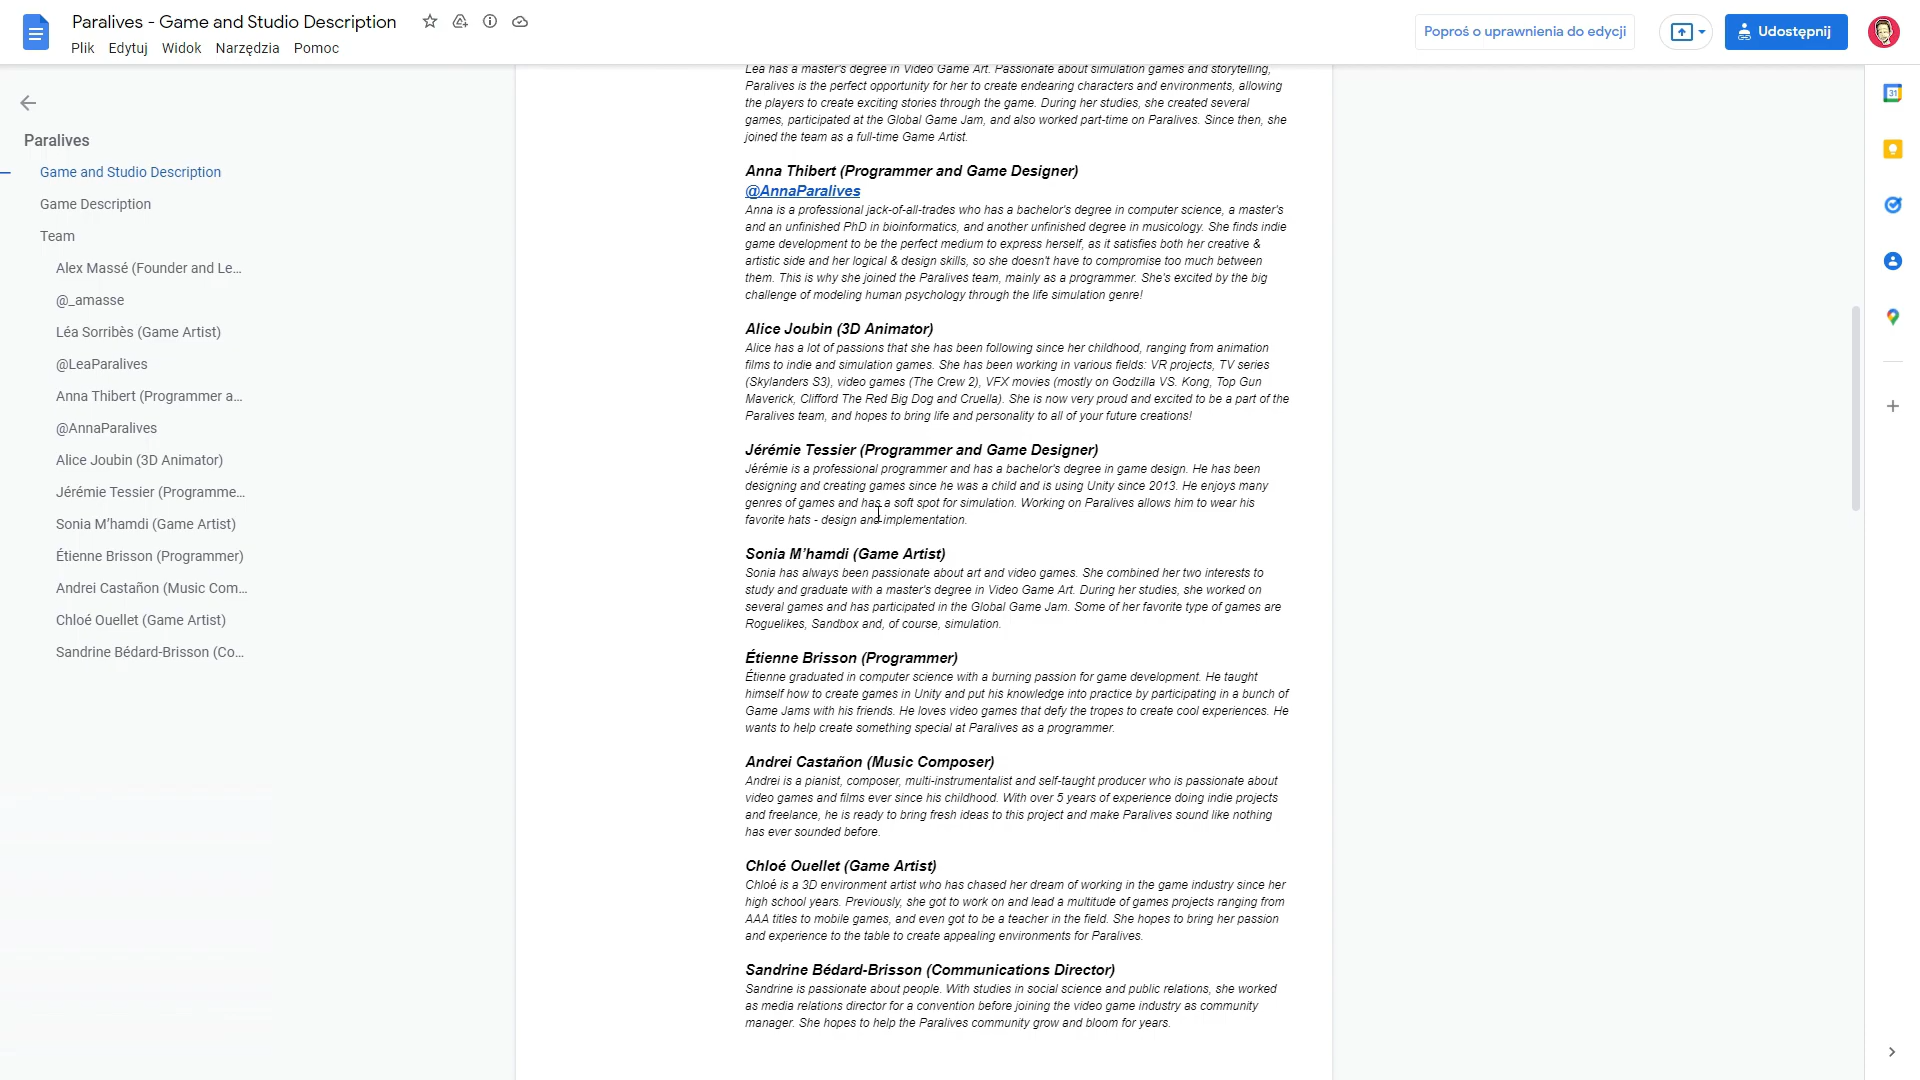 Paralives - Game and Studio Description
Plik Edytuj Widok Narzędzia Pomoc
Poproś o uprawnienia do edycji
Udostępnij
Paralives
Game and Studio Description
Game Description
Team
Alex Massé (Founder and Le...
@_amasse
Léa Sorribès (Game Artist)
@LeaParalives
Anna Thibert (Programmer a...
@AnnaParalives
Alice Joubin (3D Animator)
Jérémie Tessier (Programme...
Sonia M'hamdi (Game Artist)
Étienne Brisson (Programmer)
Andrei Castañon (Music Com...
Chloé Ouellet (Game Artist)
Sandrine Bédard-Brisson (Co...
Léa has a master's degree in Video Game Art. Passionate about simulation games and storytelling,
Paralives is the perfect opportunity for her to create endearing characters and environments, allowing
the players to create exciting stories through the game. During her studies, she created several
games, participated at the Global Game Jam, and also worked part-time on Paralives. Since then, she
joined the team as a full-time Game Artist.
Anna Thibert (Programmer and Game Designer)
@AnnaParalives
Anna is a professional jack-of-all-trades who has a bachelor's degree in computer science, a master's
and an unfinished PhD in bioinformatics, and another unfinished degree in musicology. She finds indie
game development to be the perfect medium to express herself, as it satisfies both her creative &
artistic side and her logical & design skills, so she doesn't have to compromise too much between
them. This is why she joined the Paralives team, mainly as a programmer. She's excited by the big
challenge of modeling human psychology through the life simulation genre!
Alice Joubin (3D Animator)
Alice has a lot of passions that she has been following since her childhood, ranging from animation
films to indie and simulation games. She has been working in various fields: VR projects, TV series
(Skylanders S3), video games (The Crew 2), VFX movies (mostly on Godzilla VS. Kong, Top Gun
Maverick, Clifford The Red Big Dog and Cruella). She is now very proud and excited to be a part of the
Paralives team, and hopes to bring life and personality to all of your future creations!
Jérémie Tessier (Programmer and Game Designer)
Jérémie is a professional programmer and has a bachelor's degree in game design. He has been
designing and creating games since he was a child and is using Unity since 2013. He enjoys many
genres of games and has a soft spot for simulation. Working on Paralives allows him to wear his
favorite hats - design and implementation.
Sonia M'hamdi (Game Artist)
Sonia has always been passionate about art and video games. She combined her two interests to
study and graduate with a master's degree in Video Game Art. During her studies, she worked on
several games and has participated in the Global Game Jam. Some of her favorite type of games are
Roguelikes, Sandbox and, of course, simulation.
Étienne Brisson (Programmer)
Étienne graduated in computer science with a burning passion for game development. He taught
himself how to create games in Unity and put his knowledge into practice by participating in a bunch of
Game Jams with his friends. He loves video games that defy the tropes to create cool experiences. He
wants to help create something special at Paralives as a programmer.
Andrei Castañon (Music Composer)
Andrei is a pianist, composer, multi-instrumentalist and self-taught producer who is passionate about
video games and films ever since his childhood. With over 5 years of experience doing indie projects
and freelance, he is ready to bring fresh ideas to this project and make Paralives sound like nothing
has ever sounded before.
Chloé Ouellet (Game Artist)
Chloé is a 3D environment artist who has chased her dream of working in the game industry since her
high school years. Previously, she got to work on and lead a multitude of games projects ranging from
AAA titles to mobile games, and even got to be a teacher in the field. She hopes to bring her passion
and experience to the table to create appealing environments for Paralives.
Sandrine Bédard-Brisson (Communications Director)
Sandrine is passionate about people. With studies in social science and public relations, she worked
as media relations director for a convention before joining the video game industry as community
manager. She hopes to help the Paralives community grow and bloom for years.
31